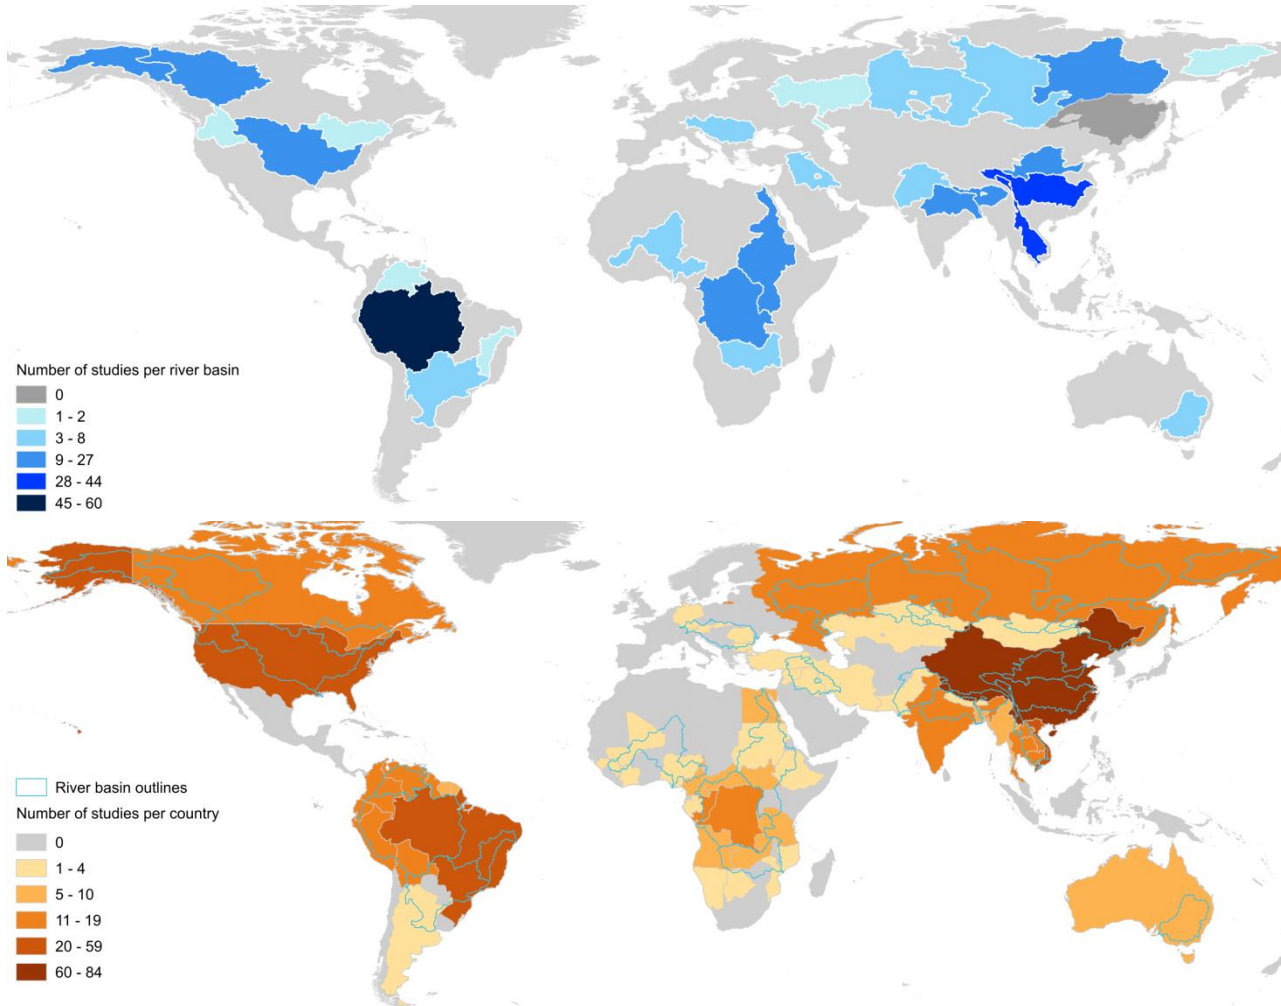 Number of studies per river basin
0
1 - 2
3 - 8
9 - 27
28 - 44
45 - 60
River basin outlines
Number of studies per country
0
1 - 4
5 - 10
11 - 19
20 - 59
60 - 84